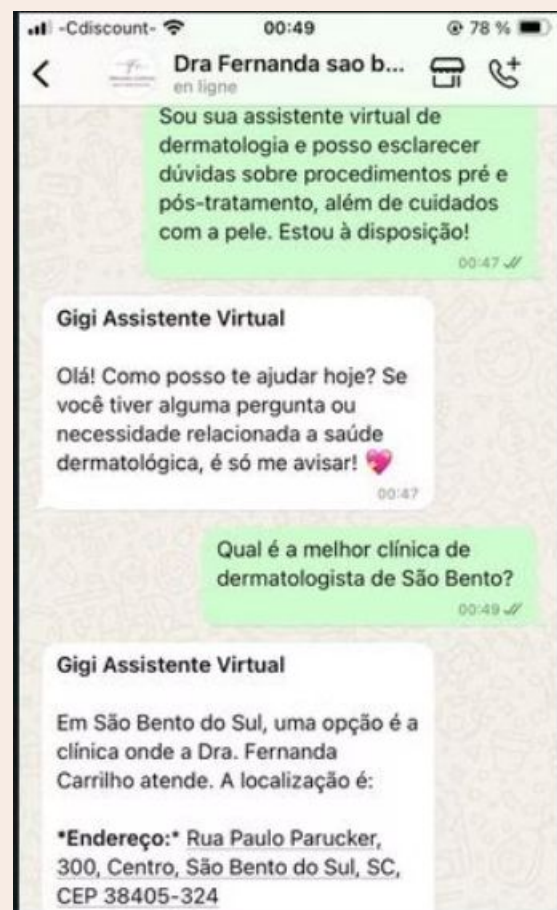 -Cdiscount-
00:49
78 %
Dra Fernanda sao b...
en ligne
Sou sua assistente virtual de
dermatologia e posso esclarecer
dúvidas sobre procedimentos pré e
pós-tratamento, além de cuidados
com a pele. Estou à disposição!
00:47
Gigi Assistente Virtual
Olá! Como posso te ajudar hoje? Se
você tiver alguma pergunta ou
necessidade relacionada a saúde
dermatológica, é só me avisar! 💖
00:47
Qual é a melhor clínica de
dermatologista de São Bento?
00:49
Gigi Assistente Virtual
Em São Bento do Sul, uma opção é a
clínica onde a Dra. Fernanda
Carrilho atende. A localização é:
*Endereço:* Rua Paulo Parucker,
300, Centro, São Bento do Sul, SC,
CEP 38405-324